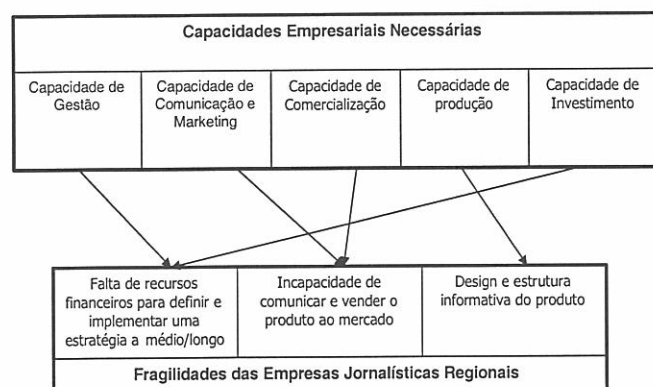 Capacidades Empresariais Necessárias
Capacidade de
Gestão
Capacidade de
Comunicação e
Marketing
Capacidade de
Comercialização
Capacidade de
produção
Capacidade de
Investimento
Falta de recursos
financeiros para definir e
implementar uma
estratégia a médio/longo
Incapacidade de
comunicar e vender o
produto ao mercado
Design e estrutura
informativa do produto
Fragilidades das Empresas Jornalísticas Regionais